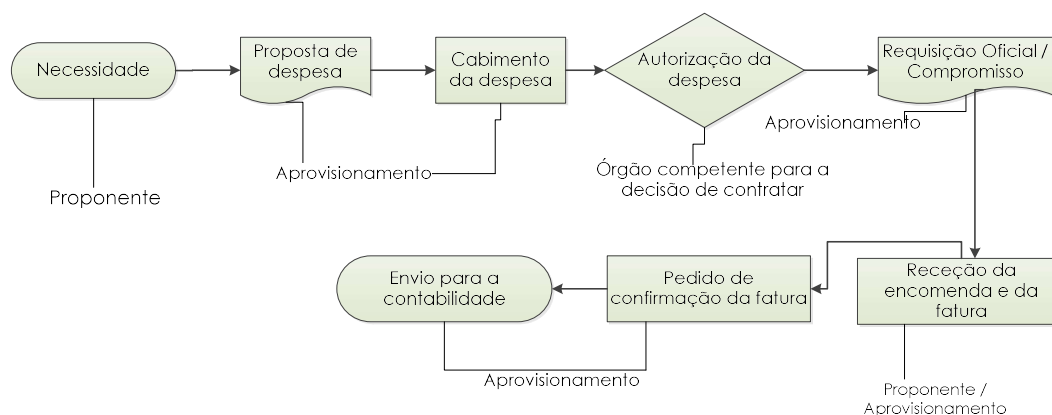 Necessidade
Proposta de
despesa
Cabimento
da despesa
Autorização da
despesa
Requisição Oficial /
Compromisso
Aprovisionamento
Aprovisionamento
Órgão competente para a
decisão de contratar
Proponente
Envio para a
contabilidade
Pedido de
confirmação da fatura
Receção da
encomenda e da
fatura
Aprovisionamento
Proponente /
Aprovisionamento